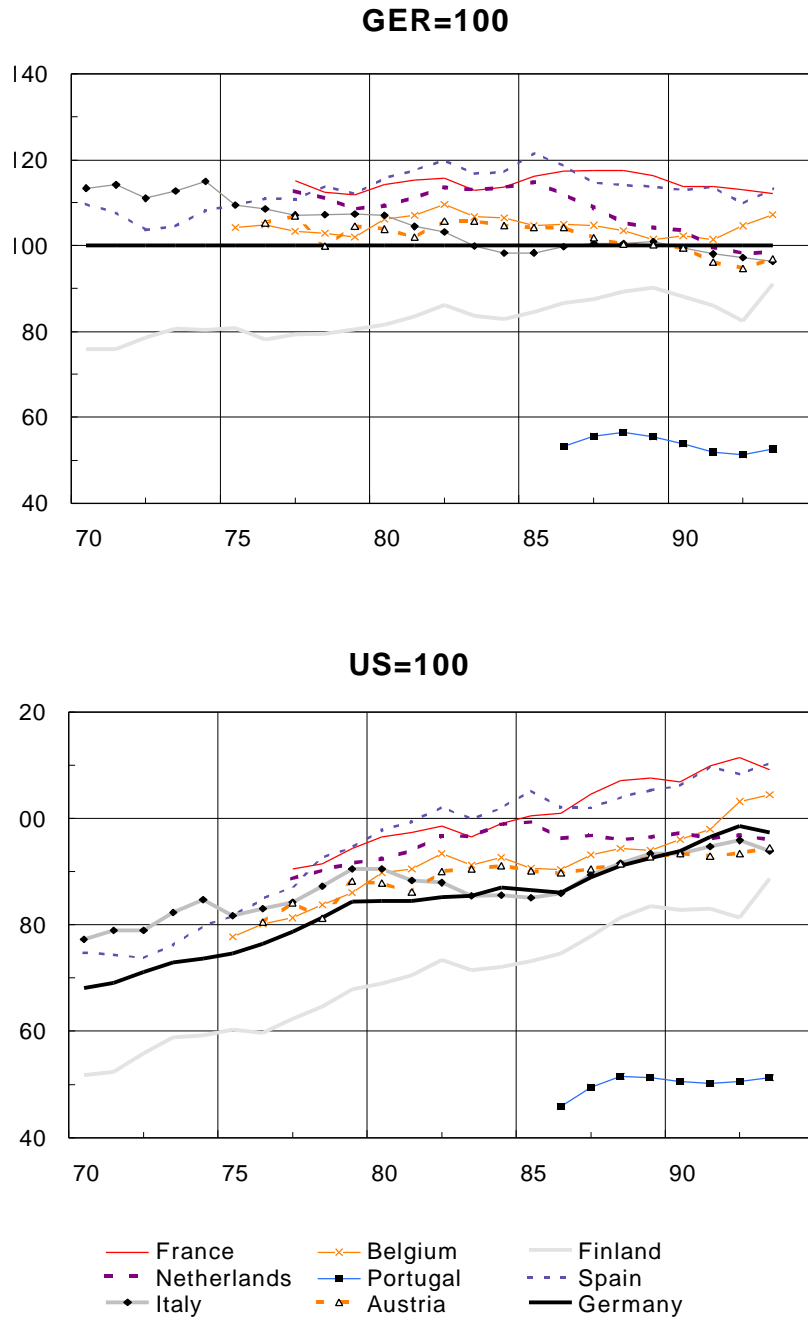 GER=100
140
120
100
80
60
40
70 75 80 85 90
US=100
20
00
80
60
40
70 75 80 85 90
France Belgium Finland
Netherlands Portugal Spain
Italy Austria Germany